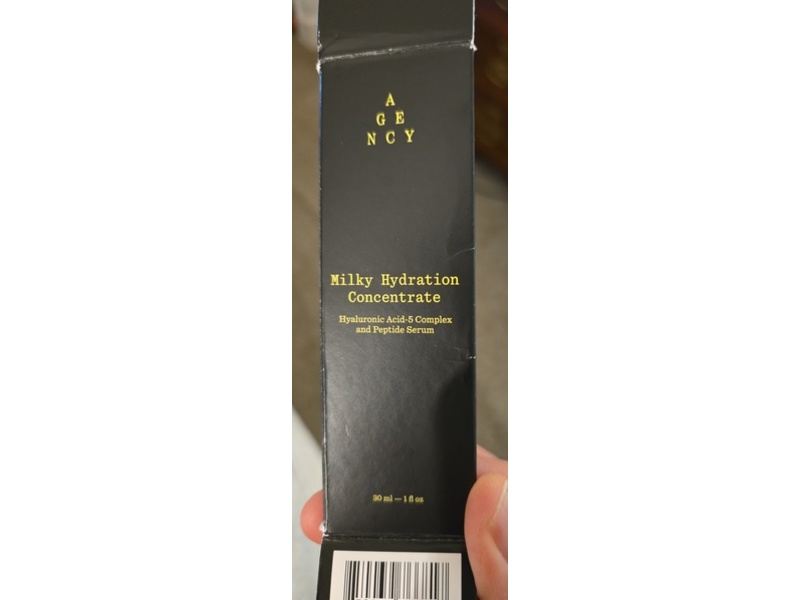 A
GE
NCY
Milky Hydration
Concentrate
Hyaluronic Acid-5 Complex
and Peptide Serum
30 ml — 1 fl oz